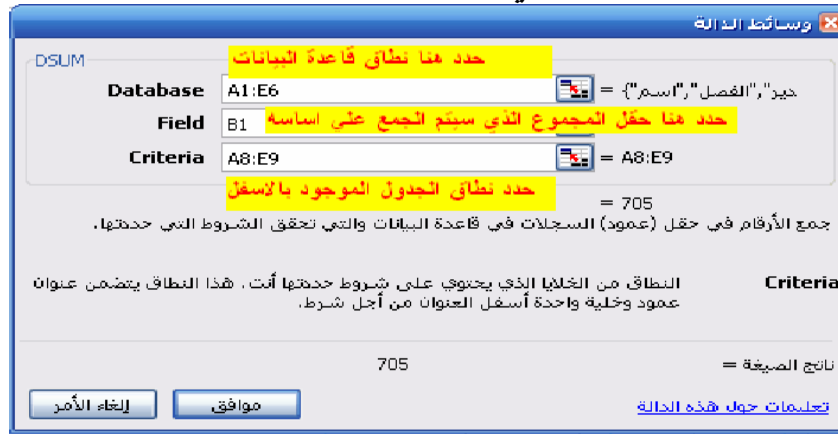 وسائط الدالة
DSUM
حدد هنا نطاق قاعدة البيانات
Database A1:E6 = {"اسم","الفصل","دير
حدد هنا حقل المجموع الذي سيتم الجمع علي اساسه
Field B1
Criteria A8:E9 = A8:E9
حدد نطاق الجدول الموجود بالاسفل
= 705
جمع الأرقام في حقل (عمود) السجلات في قاعدة البيانات والتي تحقق الشروط التي حددتها.
Criteria النطاق من الخلايا الذي يحتوي على شروط حددتها أنت. هذا النطاق يتضمن عنوان
عمود وخلية واحدة أسفل العنوان من أجل شرط.
ناتج الصيغة = 705
تعليمات حول هذه الدالة
موافق
إلغاء الأمر